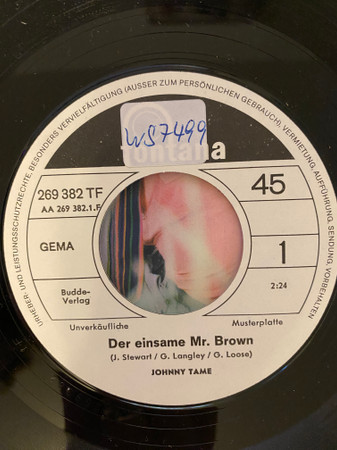 URHEBER UND LEISTUNGSSCHUTZRECHTE, BESONDERS VERVIELFÄLTIGUNG (AUSSER ZUM PERSÖNLICHEN GEBRAUCH), VERMIETUNG, AUFFÜHRUNG, SENDUNG, VORBEHALTEN
WS7499
fontana
269 382 TF
AA 269 382.1.F
45
GEMA
1
Budde-
Verlag
2:24
Unverkäufliche
Musterplatte
Der einsame Mr. Brown
(J. Stewart / G. Langley / G. Loose)
JOHNNY TAME